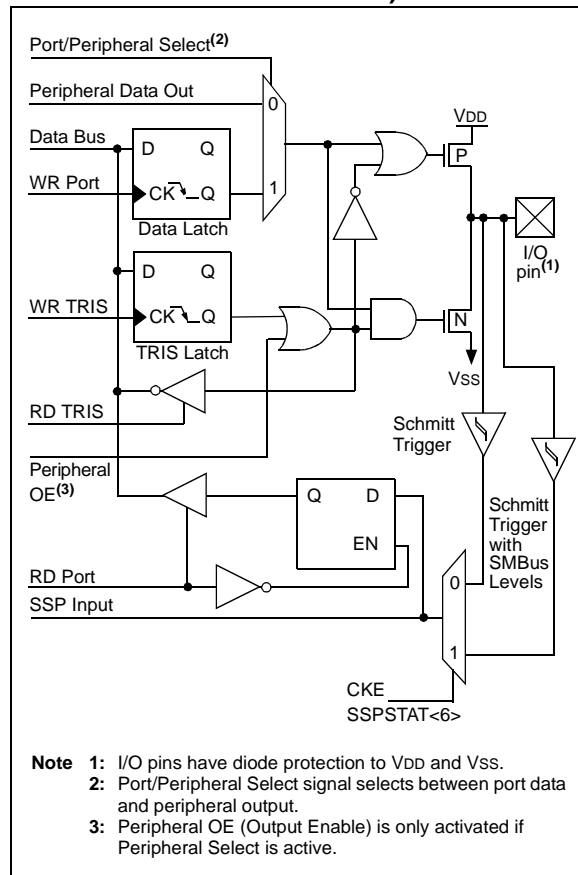 Port/Peripheral Select(2)
Peripheral Data Out
0
VDD
Data Bus
D Q
P
WR Port
CK Q
1
Data Latch
I/O
pin(1)
D Q
WR TRIS
CK Q
N
TRIS Latch
VSS
RD TRIS
Schmitt
Trigger
Peripheral
OE(3)
Q D
EN
Schmitt
Trigger
with
SMBus
Levels
RD Port
0
SSP Input
1
CKE
SSPSTAT<6>
Note 1: I/O pins have diode protection to VDD and VSS.
2: Port/Peripheral Select signal selects between port data
and peripheral output.
3: Peripheral OE (Output Enable) is only activated if
Peripheral Select is active.